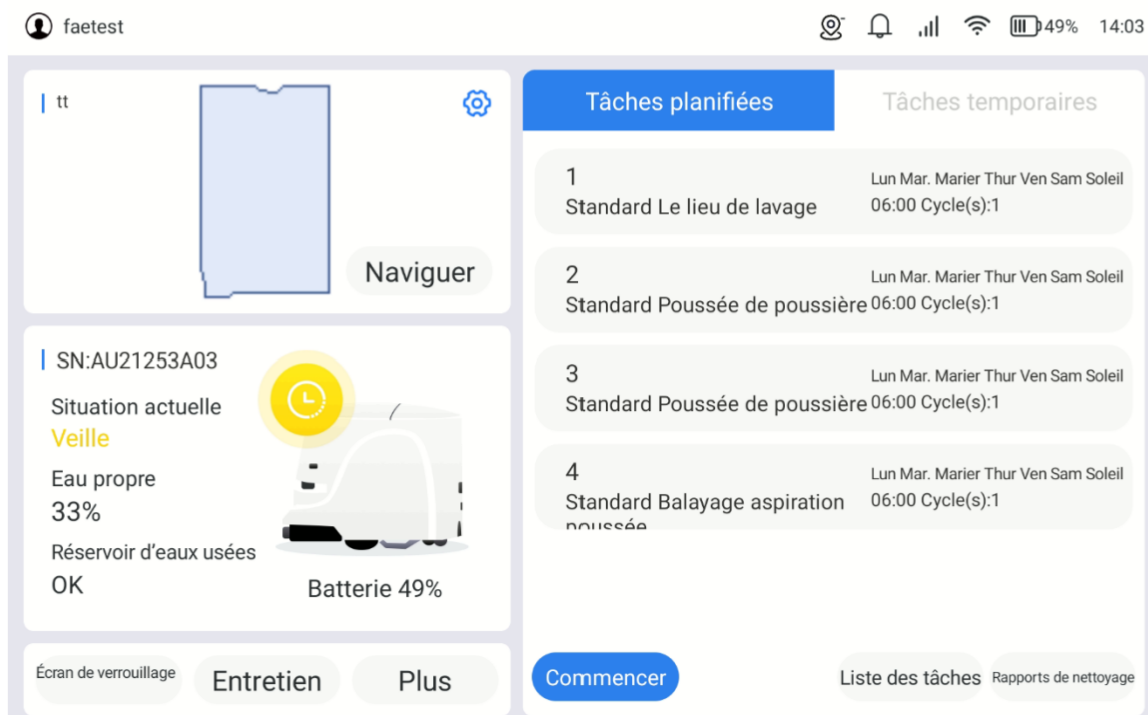 faetest
49%
14:03
tt
Naviguer
SN:AU21253A03
Situation actuelle
Veille
Eau propre
33%
Réservoir d'eaux usées
OK
Batterie 49%
Écran de verrouillage
Entretien
Plus
Tâches planifiées
Tâches temporaires
1
Standard Le lieu de lavage
Lun Mar. Marier Thur Ven Sam Soleil
06:00 Cycle(s):1
2
Standard Poussée de poussière
Lun Mar. Marier Thur Ven Sam Soleil
06:00 Cycle(s):1
3
Standard Poussée de poussière
Lun Mar. Marier Thur Ven Sam Soleil
06:00 Cycle(s):1
4
Standard Balayage aspiration
poussée
Lun Mar. Marier Thur Ven Sam Soleil
06:00 Cycle(s):1
Commencer
Liste des tâches
Rapports de nettoyage